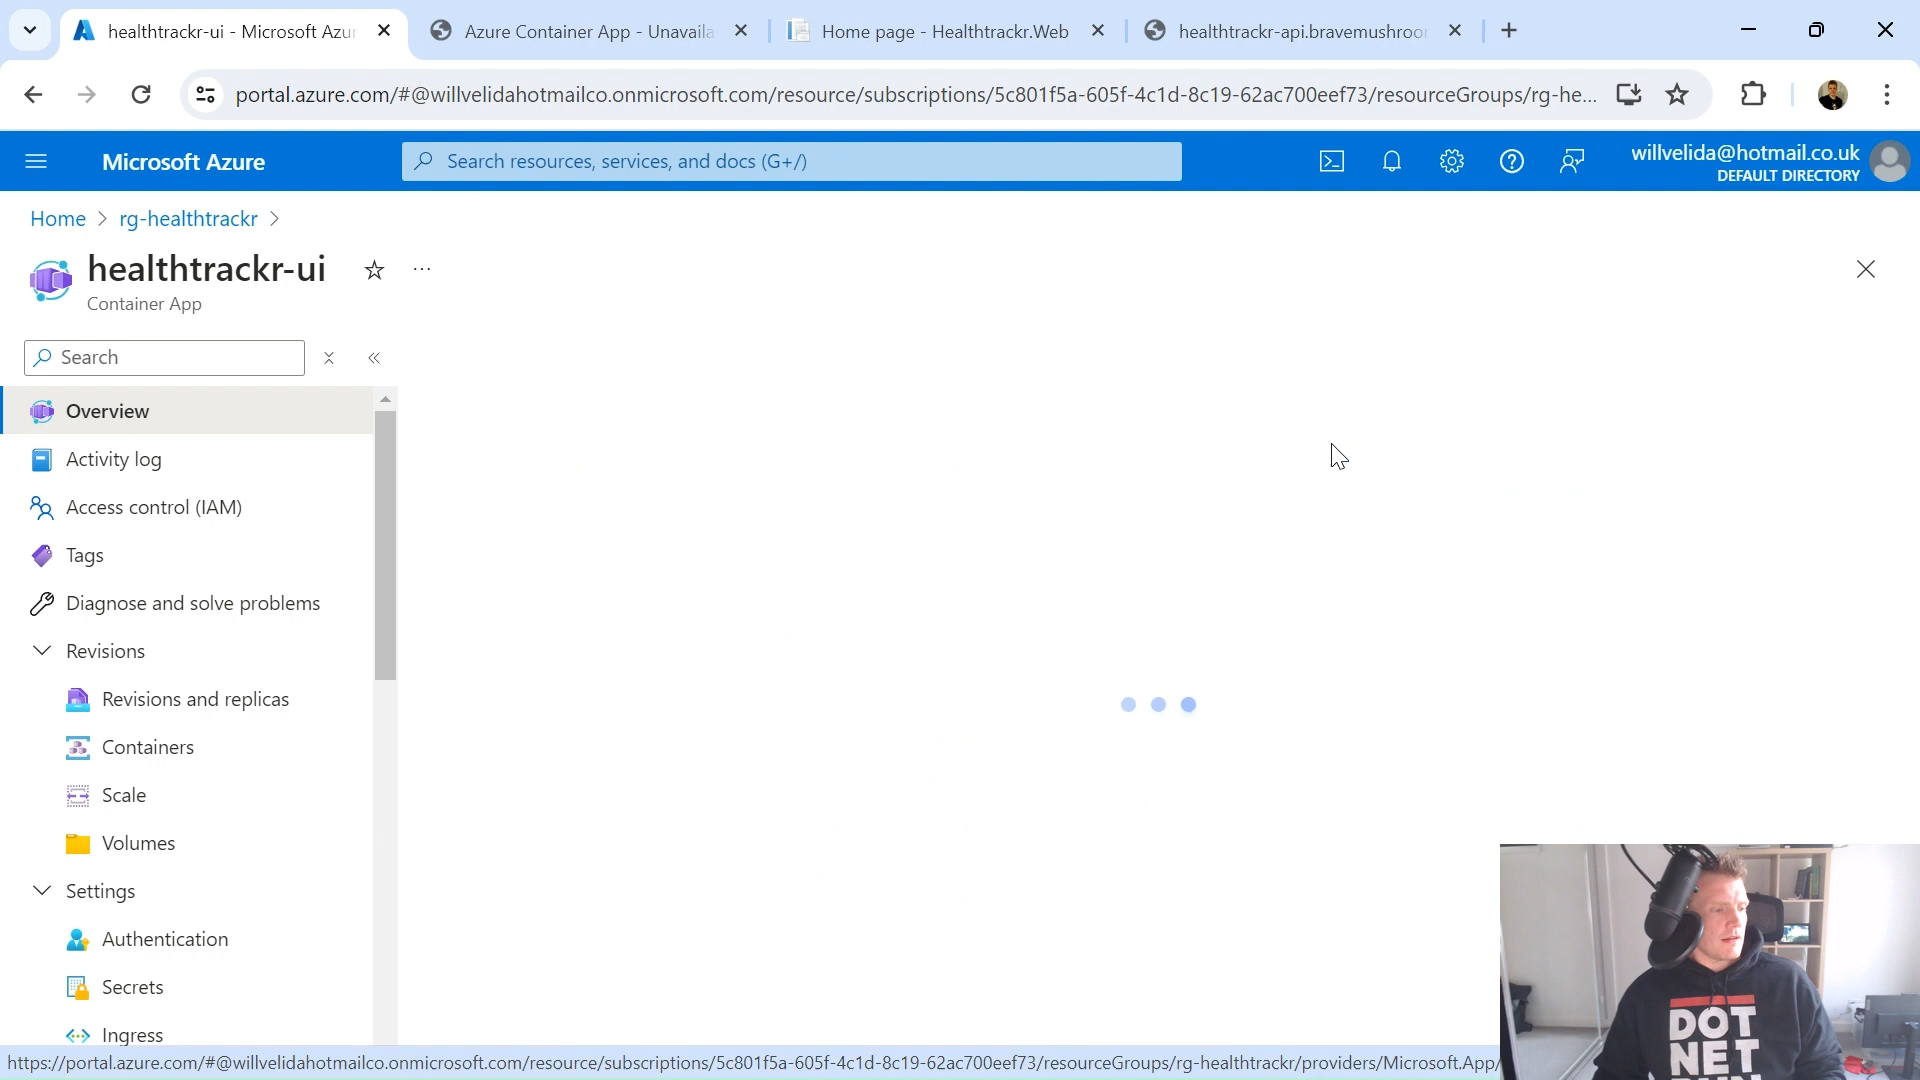 healthtrackr-ui - Microsoft Azur
Azure Container App - Unavaila
Home page - Healthtrackr.Web
healthtrackr-api.bravemushroor
portal.azure.com/#@willvelidahotmailco.onmicrosoft.com/resource/subscriptions/5c801f5a-605f-4c1d-8c19-62ac700eef73/resourceGroups/rg-he...
Microsoft Azure
Search resources, services, and docs (G+/)
willvelida@hotmail.co.uk
DEFAULT DIRECTORY
Home > rg-healthtrackr >
healthtrackr-ui
Container App
Search
Overview
Activity log
Access control (IAM)
Tags
Diagnose and solve problems
Revisions
Revisions and replicas
Containers
Scale
Volumes
Settings
Authentication
Secrets
Ingress
https://portal.azure.com/#@willvelidahotmailco.onmicrosoft.com/resource/subscriptions/5c801f5a-605f-4c1d-8c19-62ac700eef73/resourceGroups/rg-healthtrackr/providers/Microsoft.App/
DOT
NET